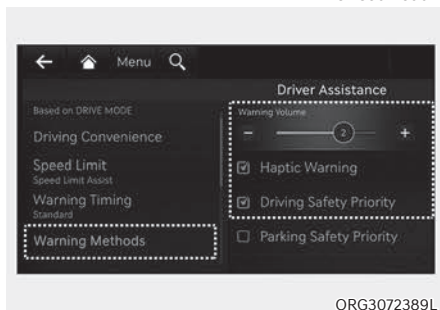 Menu
Driver Assistance
Based on DRIVE MODE
Driving Convenience
Speed Limit
Speed Limit Assist
Warning Timing
Standard
Warning Methods
Warning Volume
- 2 +
Haptic Warning
Driving Safety Priority
Parking Safety Priority
ORG3072389L